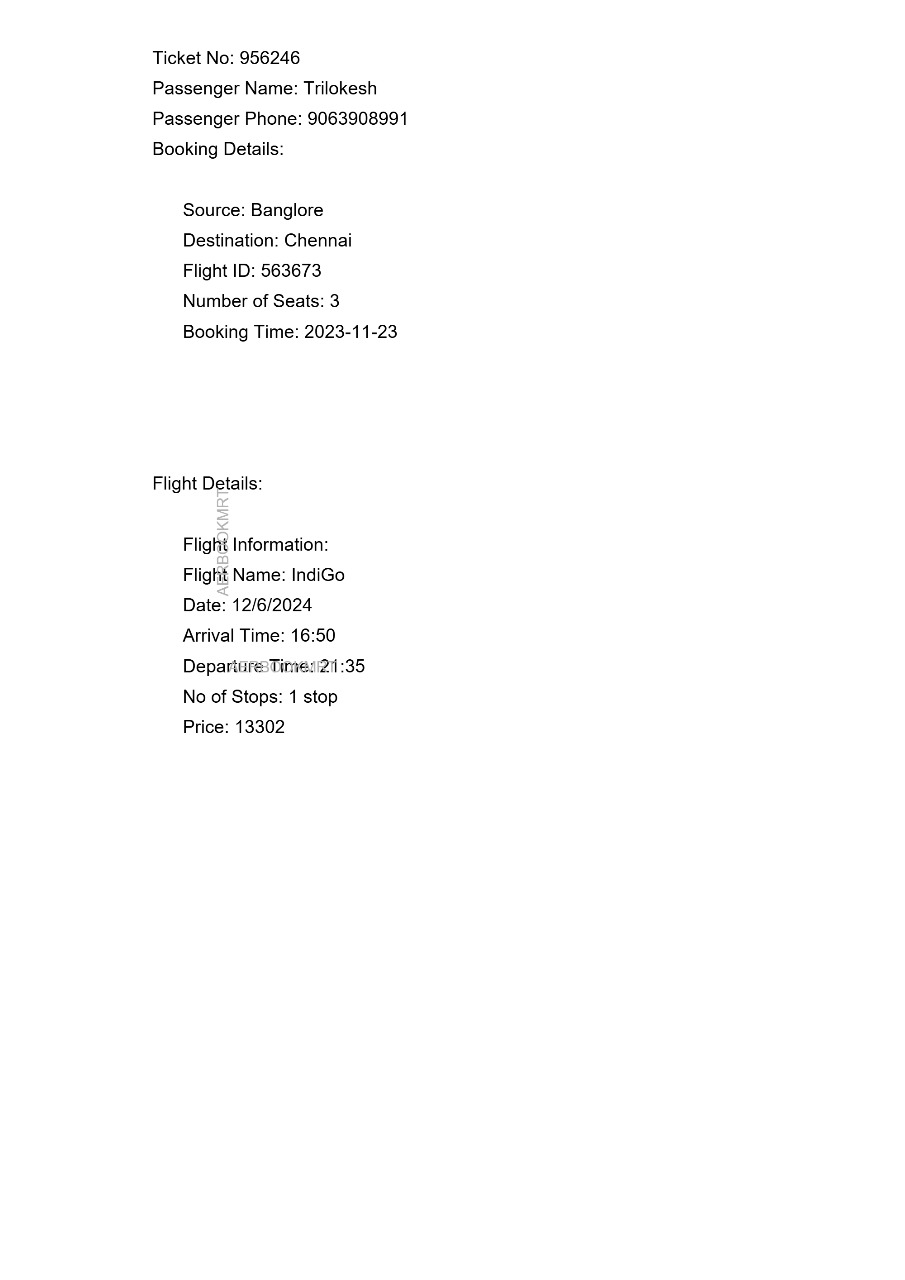 Ticket No: 956246
Passenger Name: Trilokesh
Passenger Phone: 9063908991
Booking Details:
Source: Banglore
Destination: Chennai
Flight ID: 563673
Number of Seats: 3
Booking Time: 2023-11-23
Flight Details:
AERBOOKMRT
Flight Information:
Flight Name: IndiGo
Date: 12/6/2024
Arrival Time: 16:50
Departure Time: 21:35
AERBOOKMRT
No of Stops: 1 stop
Price: 13302